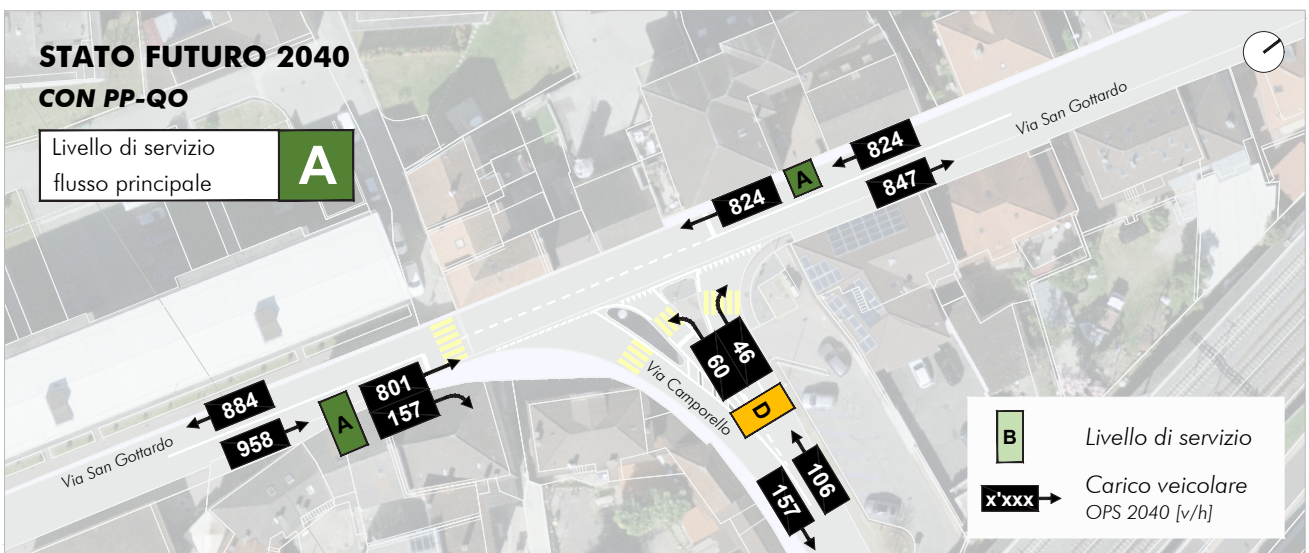 STATO FUTURO 2040
CON PP-QO
Livello di servizio
flusso principale
A
Via San Gottardo
824
847
A
824
801
157
884
958
A
Via San Gottardo
60
46
Via Camporello
D
106
157
B
Livello di servizio
x'xxx
Carico veicolare
OPS 2040 [v/h]